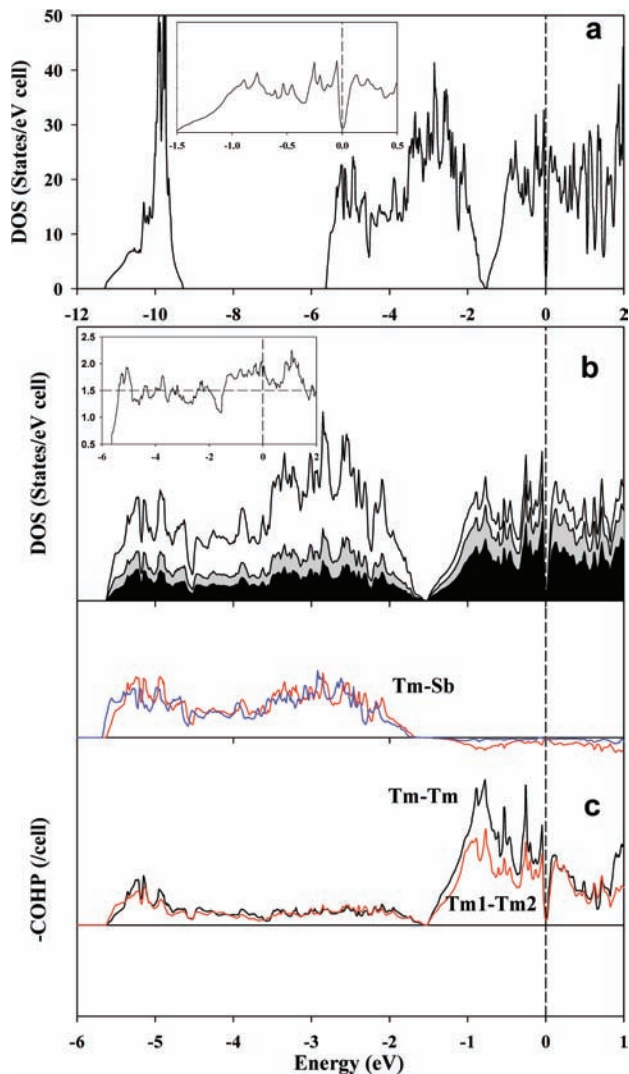 50
40
30
20
10
0
DOS (States/eV cell)
a
-1.5 -1.0 -0.5 0.0 0.5
-12 -10 -8 -6 -4 -2 0 2
2.5
2.0
1.5
1.0
0.5
-6 -4 -2 0 2
b
DOS (States/eV cell)
Tm-Sb
Tm-Tm
c
Tm1-Tm2
-COHP (/cell)
-6 -5 -4 -3 -2 -1 0 1
Energy (eV)